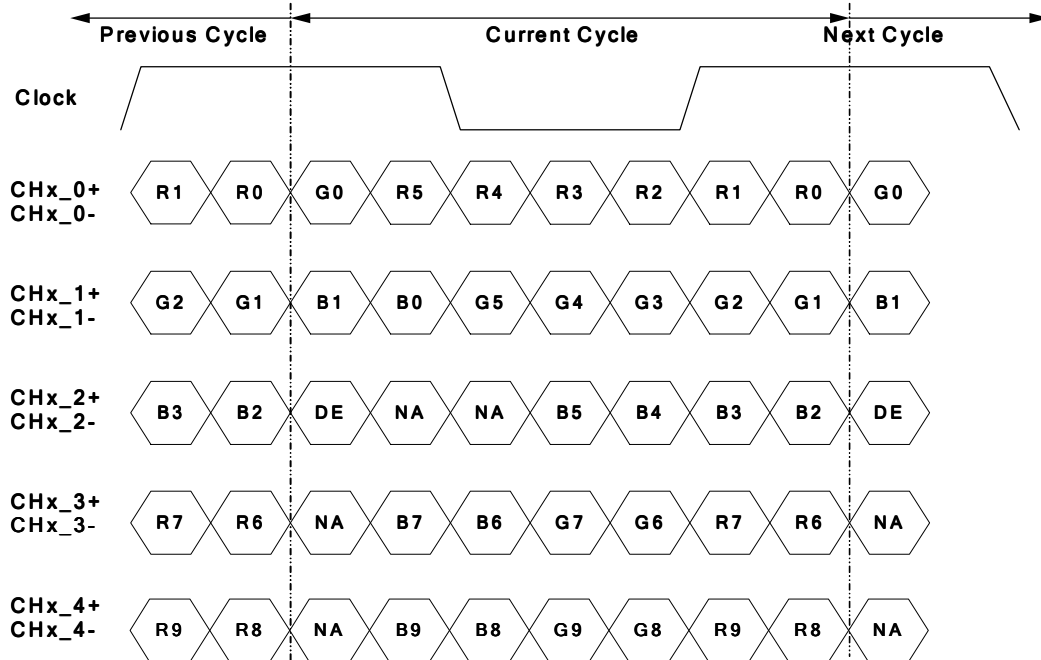 Previous Cycle Current Cycle Next Cycle
Clock
CHx_0+
CHx_0-
R1 R0 G0 R5 R4 R3 R2 R1 R0 G0
CHx_1+
CHx_1-
G2 G1 B1 B0 G5 G4 G3 G2 G1 B1
CHx_2+
CHx_2-
B3 B2 DE NA NA B5 B4 B3 B2 DE
CHx_3+
CHx_3-
R7 R6 NA B7 B6 G7 G6 R7 R6 NA
CHx_4+
CHx_4-
R9 R8 NA B9 B8 G9 G8 R9 R8 NA